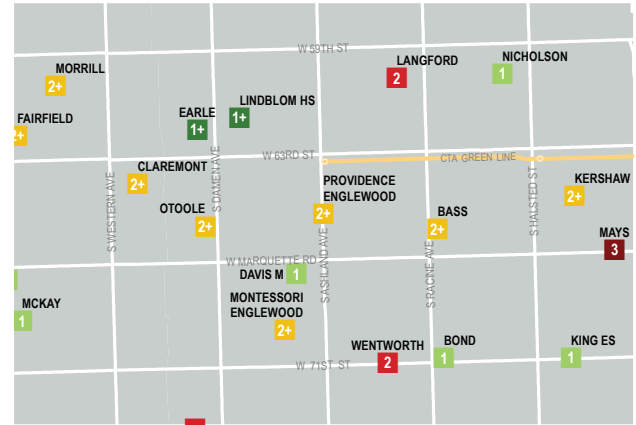 W 59TH ST
MORRILL
2+
LANGFORD
2
NICHOLSON
1
FAIRFIELD
2+
EARLE
1+
LINDBLOM HS
1+
W 63RD ST
CTA GREEN LINE
CLAREMONT
2+
PROVIDENCE
ENGLEWOOD
2+
KERSHAW
2+
OTOOLE
2+
BASS
2+
S WESTERN AVE
S DAMEN AVE
S ASHLAND AVE
S RACINE AVE
S HALSTED ST
MAYS
3
W MARQUETTE RD
DAVIS M
1
MCKAY
1
MONTESSORI
ENGLEWOOD
2+
WENTWORTH
2
BOND
1
KING ES
1
W 71ST ST